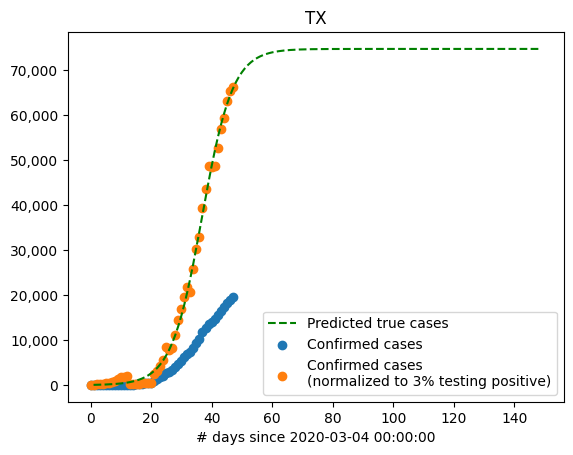 TX
70,000
60,000
50,000
40,000
30,000
20,000
10,000
0
0 20 40 60 80 100 120 140
# days since 2020-03-04 00:00:00
Predicted true cases
Confirmed cases
Confirmed cases
(normalized to 3% testing positive)